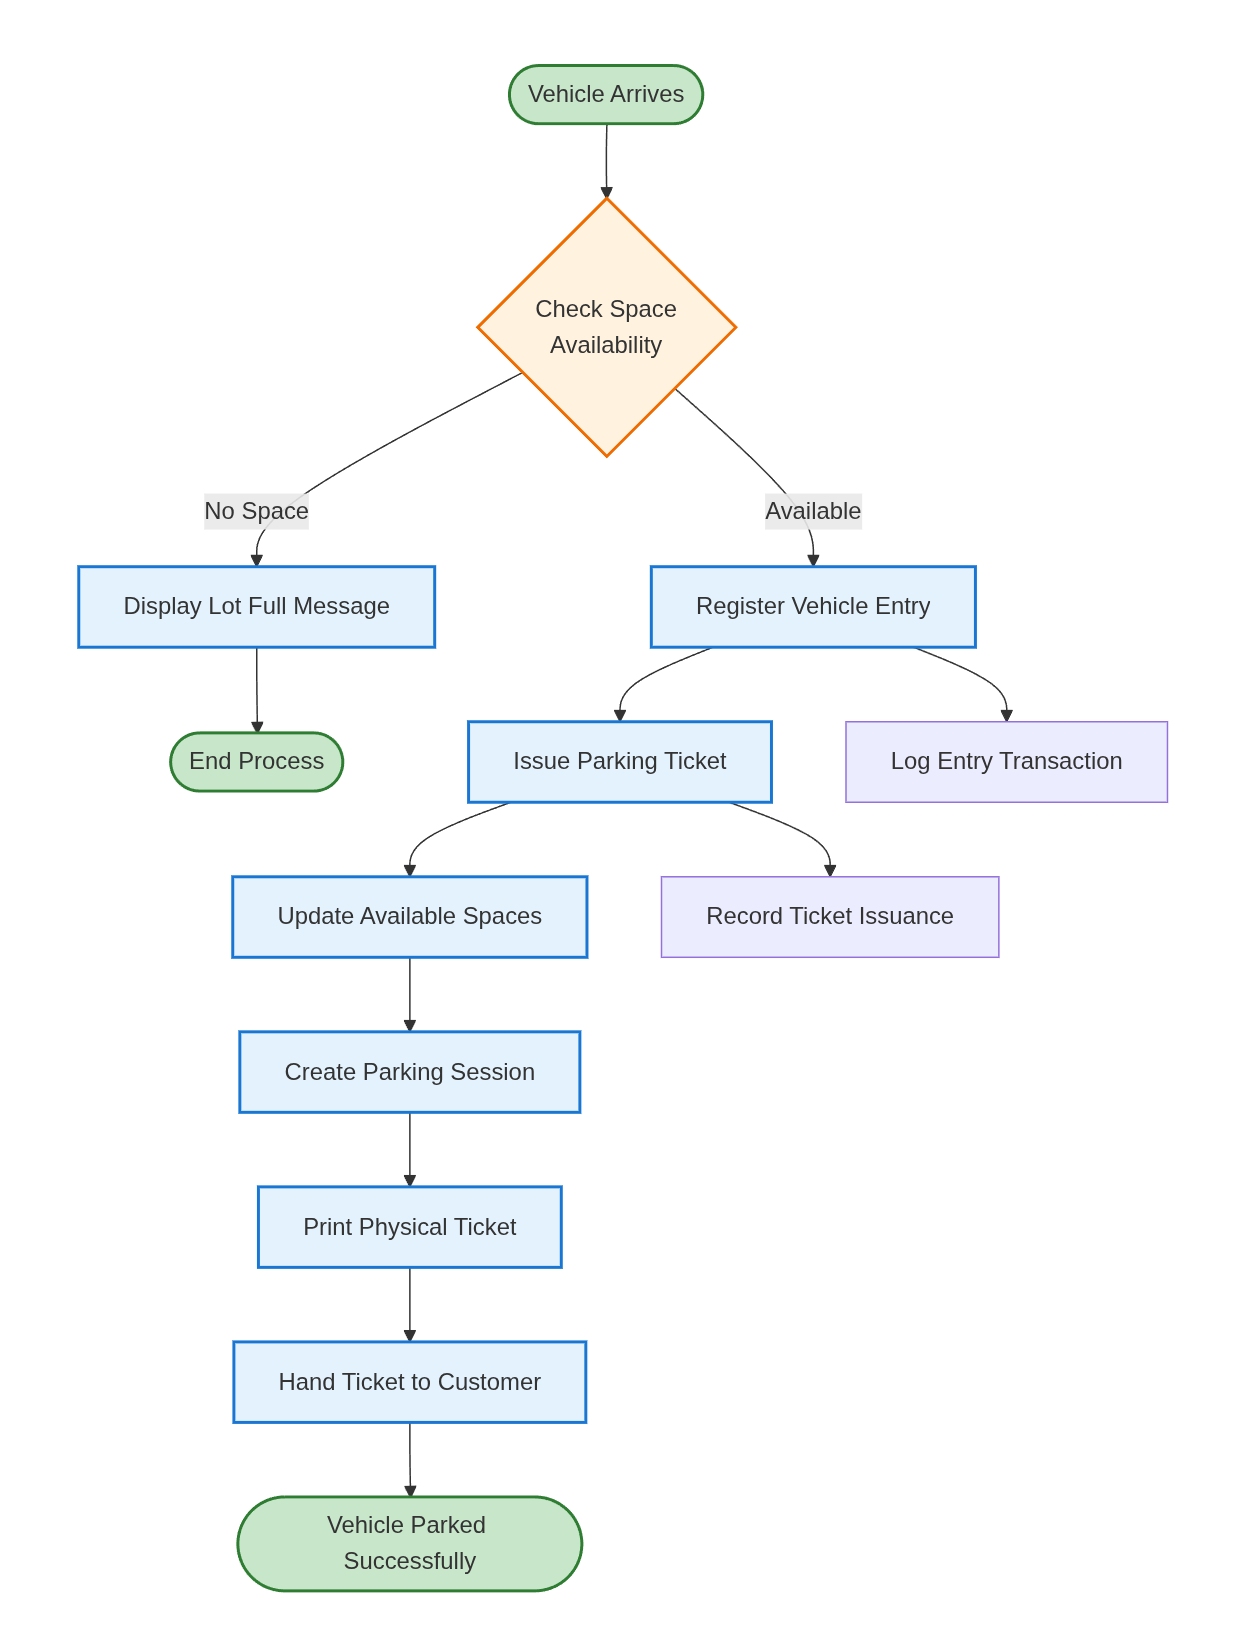 Vehicle Arrives
Check Space
Availability
No Space
Available
Display Lot Full Message
Register Vehicle Entry
End Process
Issue Parking Ticket
Log Entry Transaction
Update Available Spaces
Record Ticket Issuance
Create Parking Session
Print Physical Ticket
Hand Ticket to Customer
Vehicle Parked
Successfully